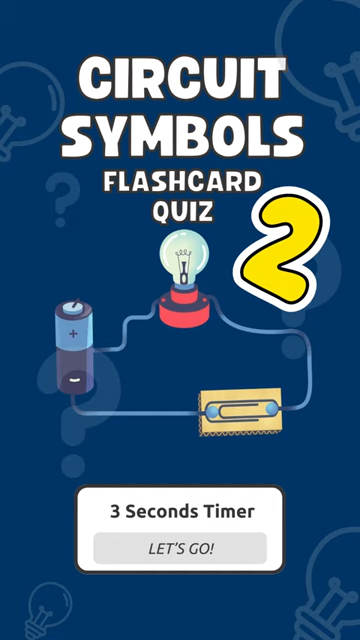 CIRCUIT
SYMBOLS
FLASHCARD
QUIZ
2
+
-
3 Seconds Timer
LET'S GO!